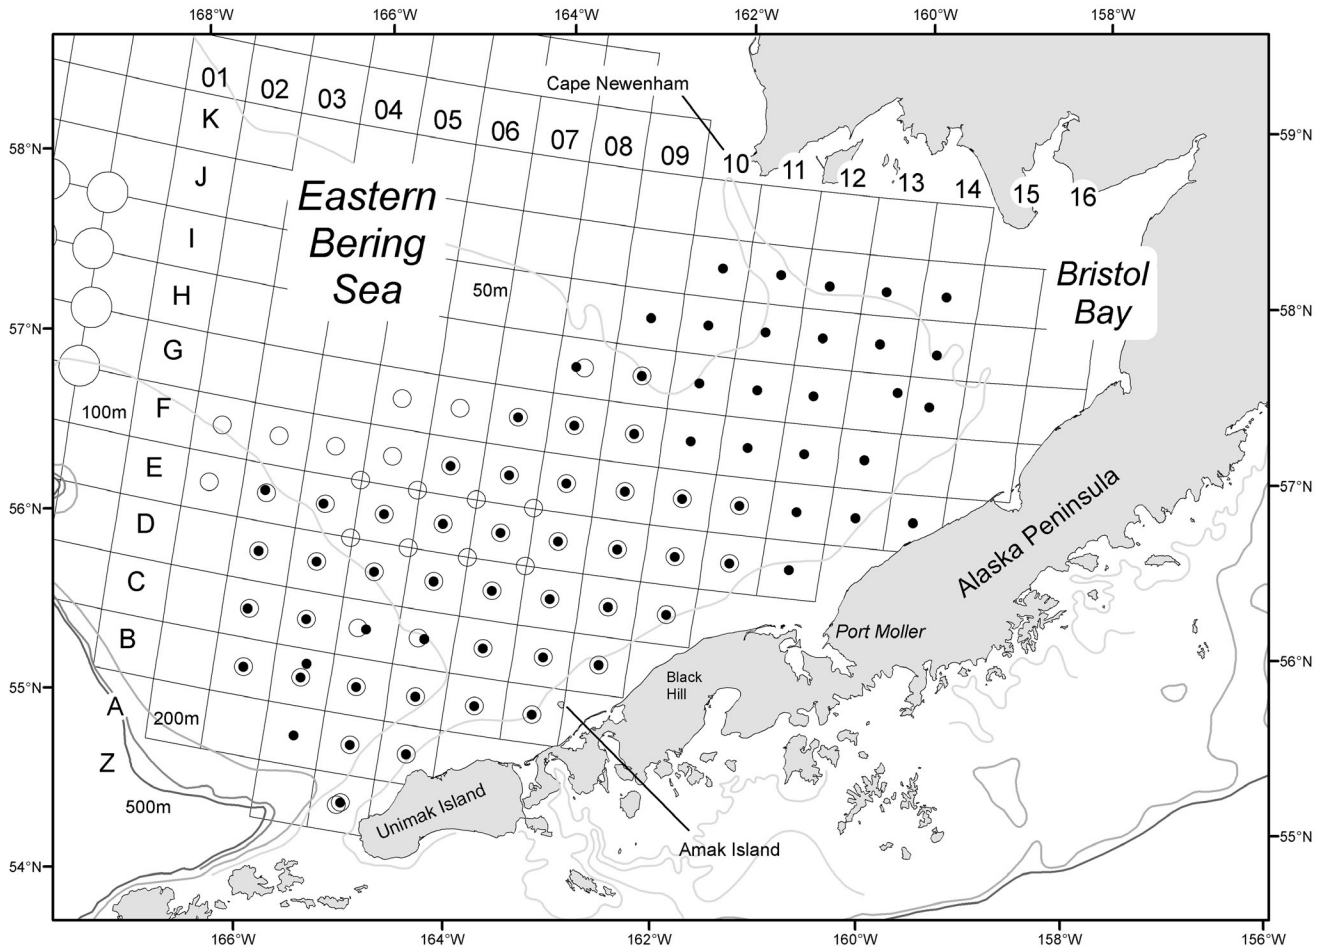 168°W 166°W 164°W 162°W 160°W 158°W
01 02 03 04 05 06 07 08 09 10 11 12 13 14 15 16
Cape Newenham
K
58°N
59°N
J
Eastern
Bering
Sea
I
Bristol
Bay
H
50m
58°N
57°N
G
100m
F
E
57°N
56°N
D
Alaska Peninsula
C
Port Moller
B
56°N
55°N
Black
Hill
A
200m
Z
500m
Unimak Island
Amak Island
55°N
54°N
166°W 164°W 162°W 160°W 158°W 156°W